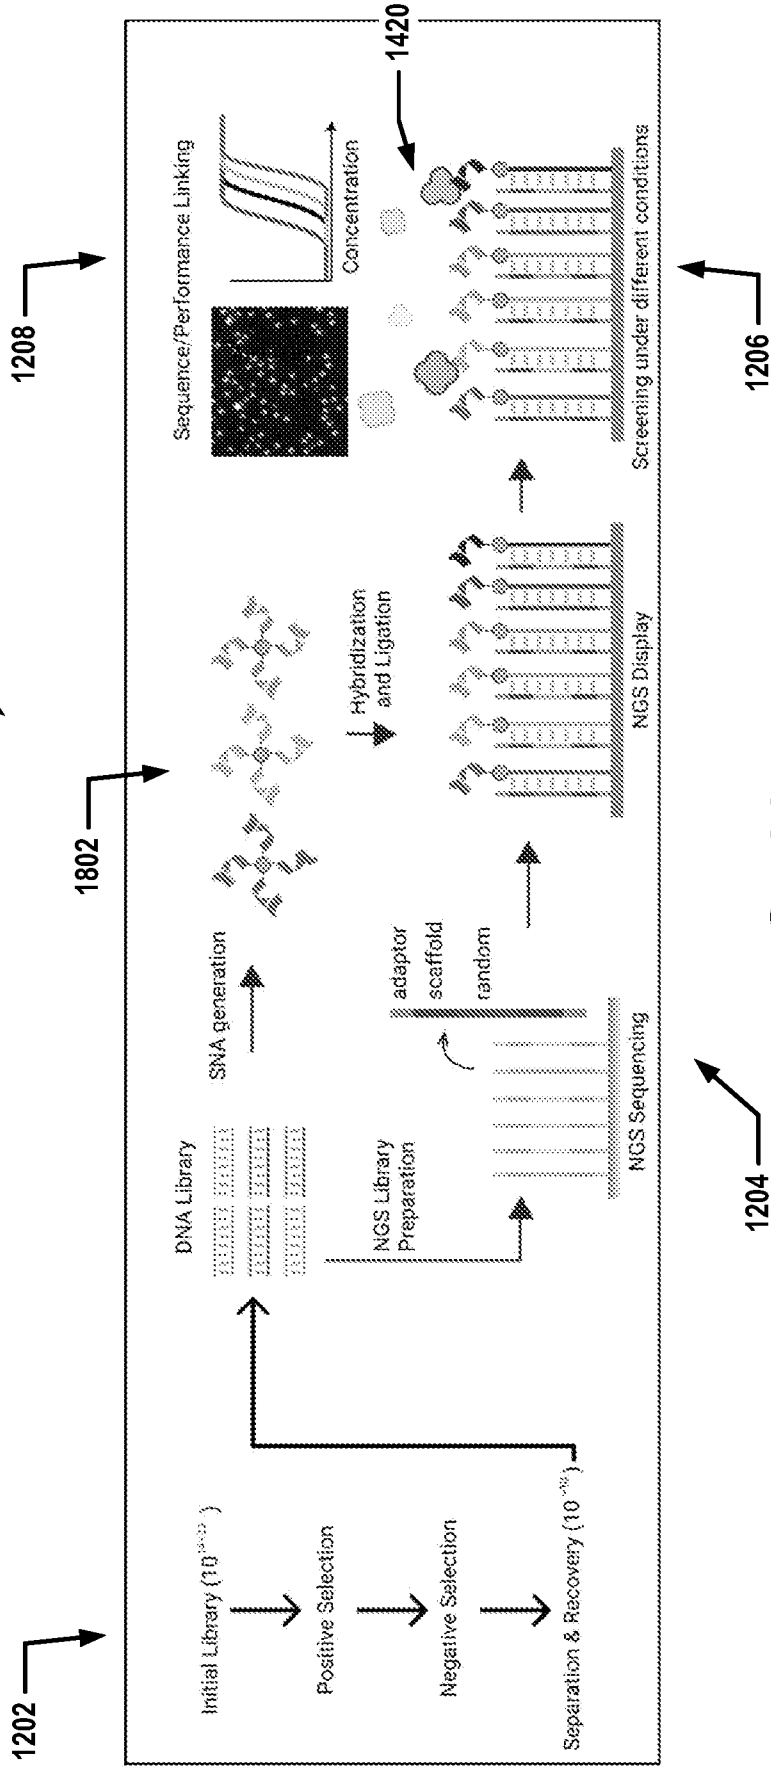 1202
1208
1802
1420
1204
1206
Initial Library (10
Positive Selection
Negative Selection
Separation & Recovery (10
DNA Library
SNA generation
NGS Library
Preparation
NGS Sequencing
adaptor
scaffold
random
Hybridization
and Ligation
NGS Display
Sequence/Performance Linking
Concentration
Screening under different conditions